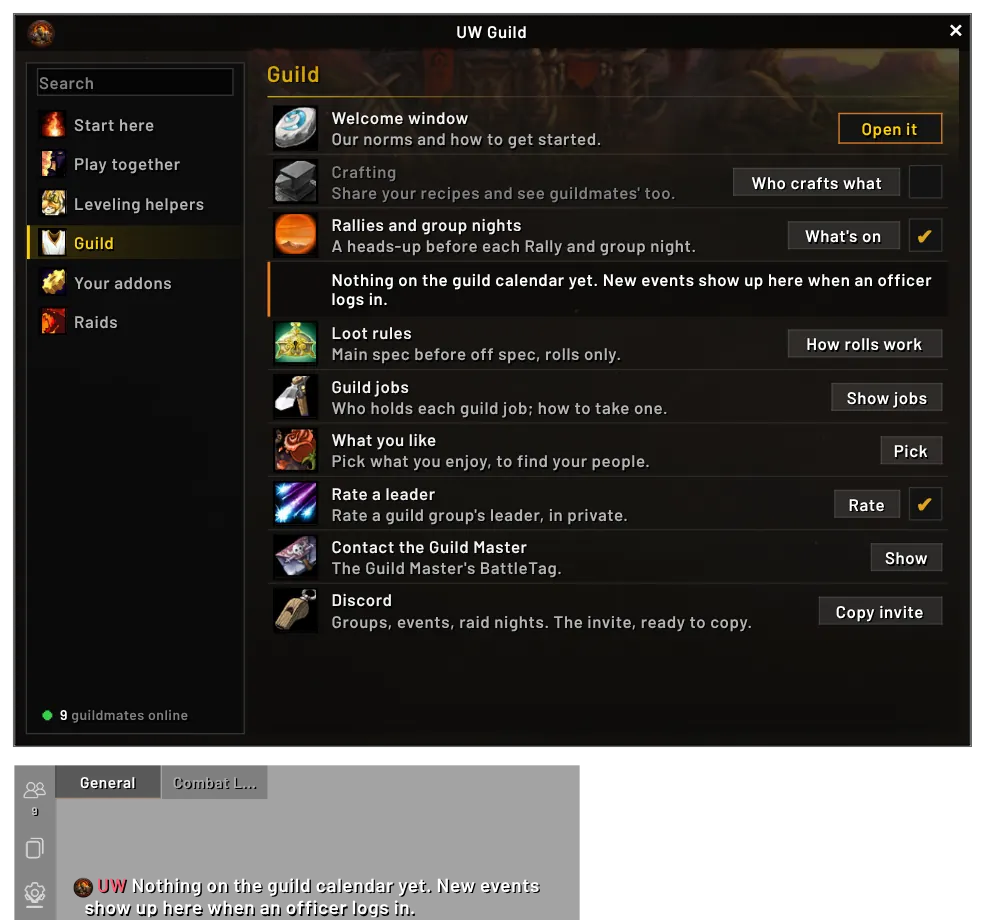 UW Guild
Search
Start here
Play together
Leveling helpers
Guild
Your addons
Raids
9 guildmates online
Guild
Welcome window
Our norms and how to get started.
Open it
Crafting
Share your recipes and see guildmates' too.
Who crafts what
Rallies and group nights
A heads-up before each Rally and group night.
What's on
Nothing on the guild calendar yet. New events show up here when an officer
logs in.
Loot rules
Main spec before off spec, rolls only.
How rolls work
Guild jobs
Who holds each guild job; how to take one.
Show jobs
What you like
Pick what you enjoy, to find your people.
Pick
Rate a leader
Rate a guild group's leader, in private.
Rate
Contact the Guild Master
The Guild Master's BattleTag.
Show
Discord
Groups, events, raid nights. The invite, ready to copy.
Copy invite
General
Combat L...
9
UW Nothing on the guild calendar yet. New events
show up here when an officer logs in.